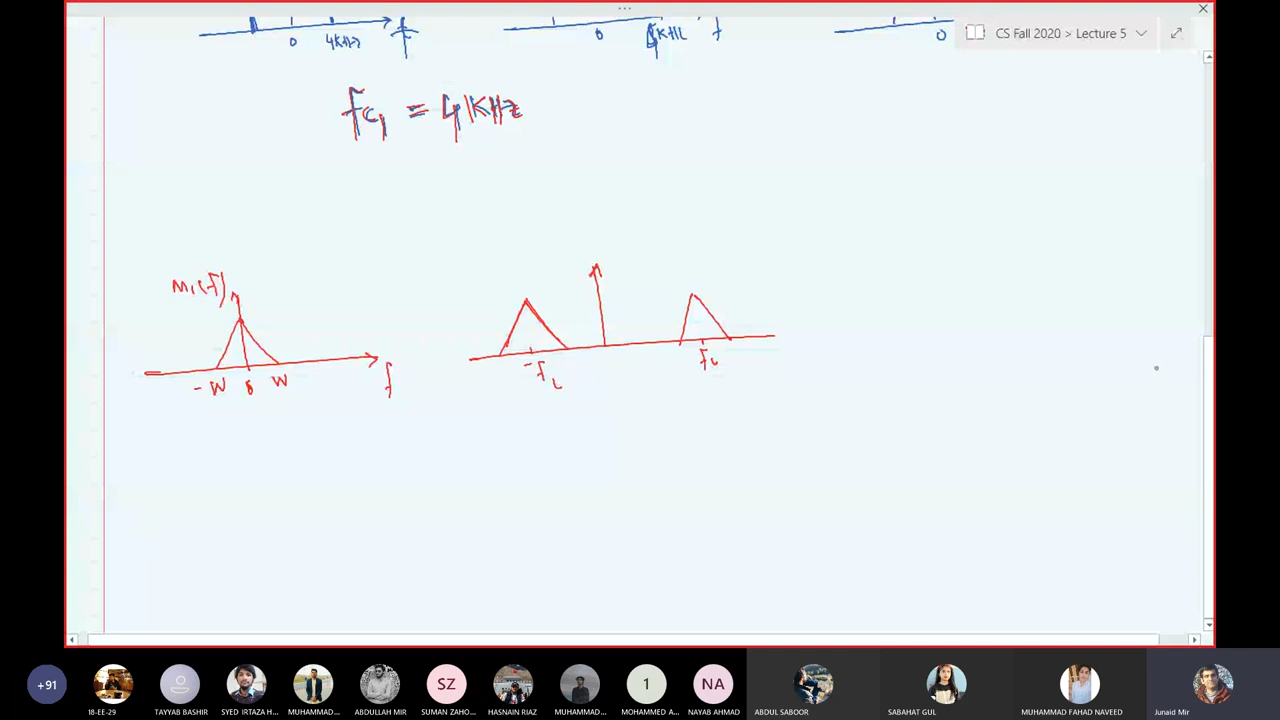 0 4KHz f
0 4KHz f
0
CS Fall 2020 > Lecture 5
fc1 = 4KHz
M1(f)
-W 0 W f
-fc fc
+91
18-EE-29
TAYYAB BASHIR
SYED IRTAZA H...
MUHAMMAD...
ABDULLAH MIR
SZ
SUMAN ZAHO...
HASNAIN RIAZ
MUHAMMAD...
1
MOHAMMED A...
NA
NAYAB AHMAD
ABDUL SABOOR
SABAHAT GUL
MUHAMMAD FAHAD NAVEED
Junaid Mir